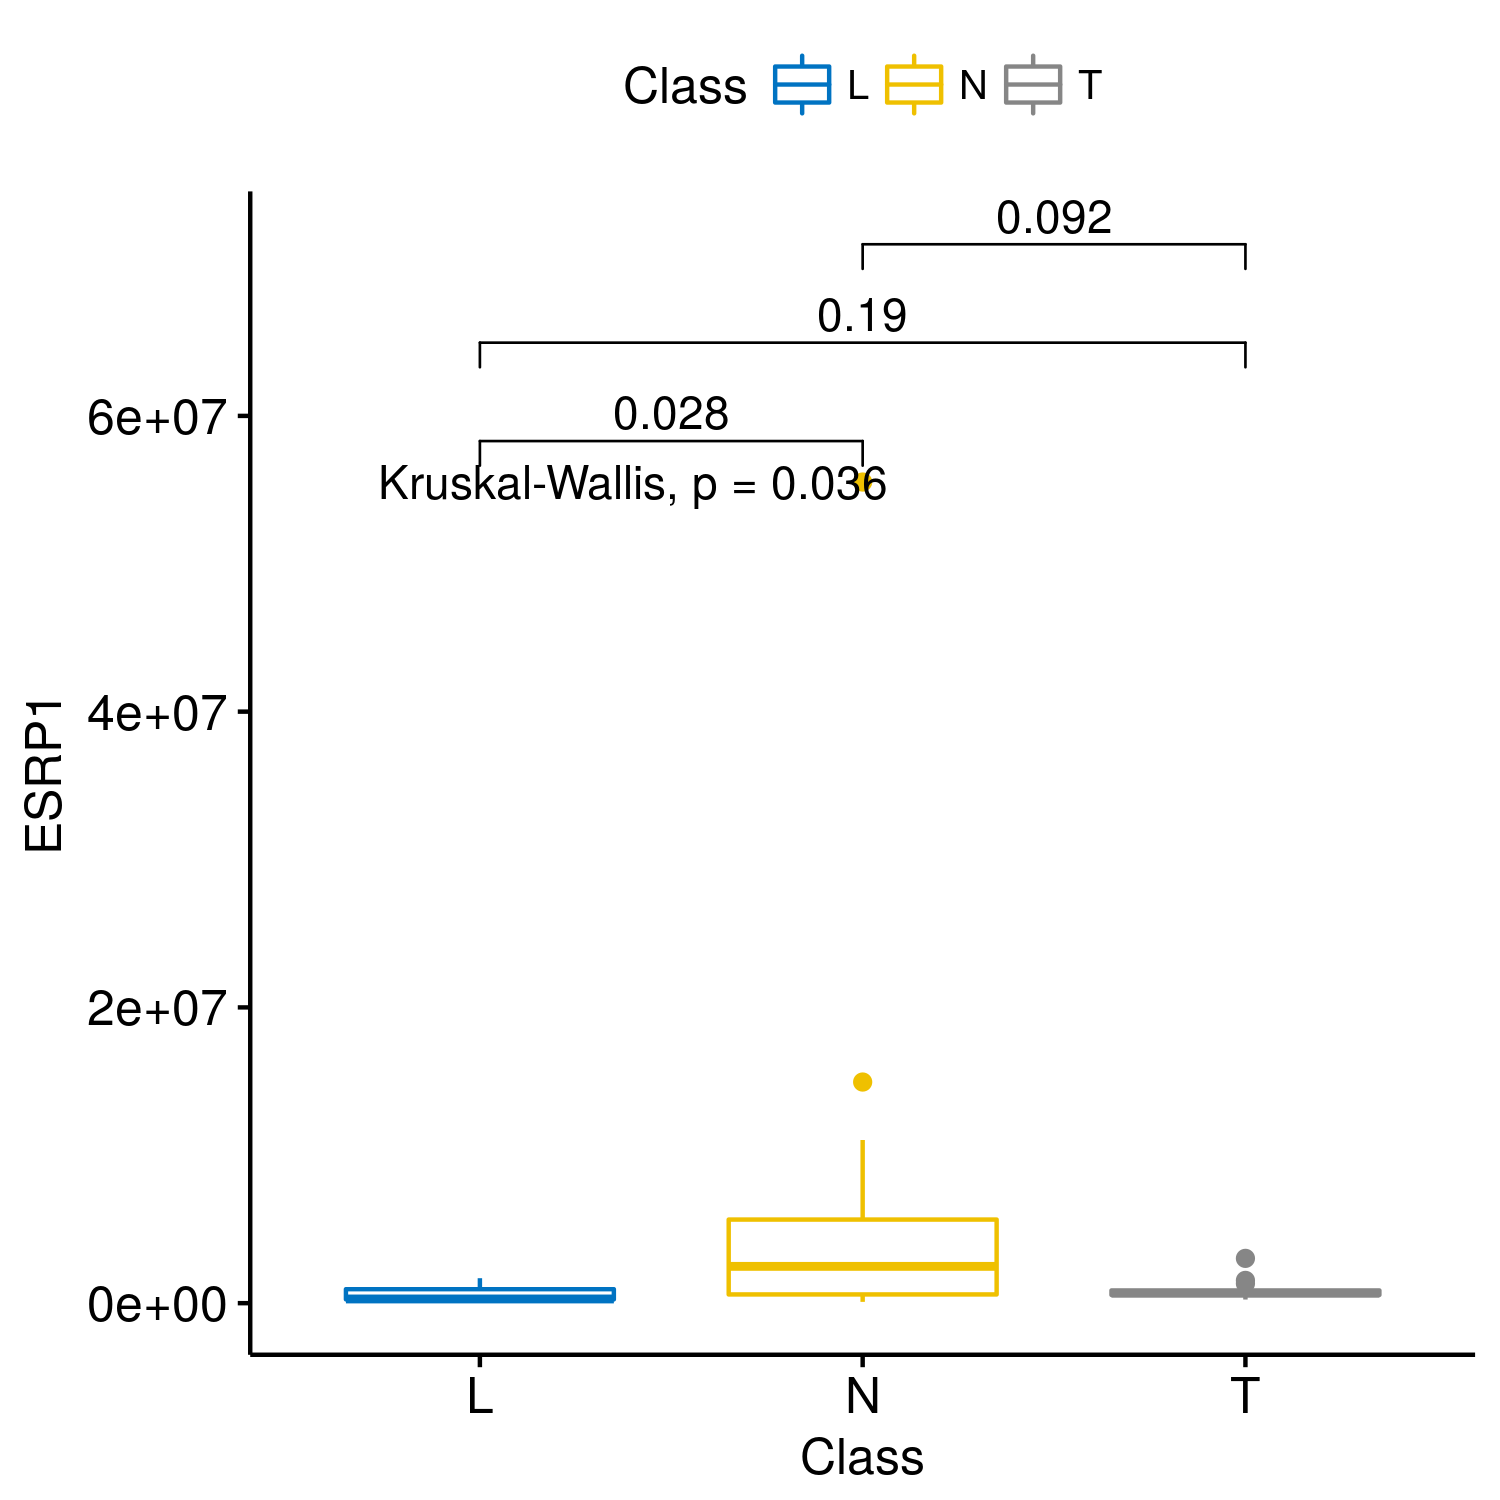 Class L N T
0.092
0.19
0.028
Kruskal-Wallis, p = 0.036
6e+07
4e+07
2e+07
0e+00
ESRP1
L N T
Class